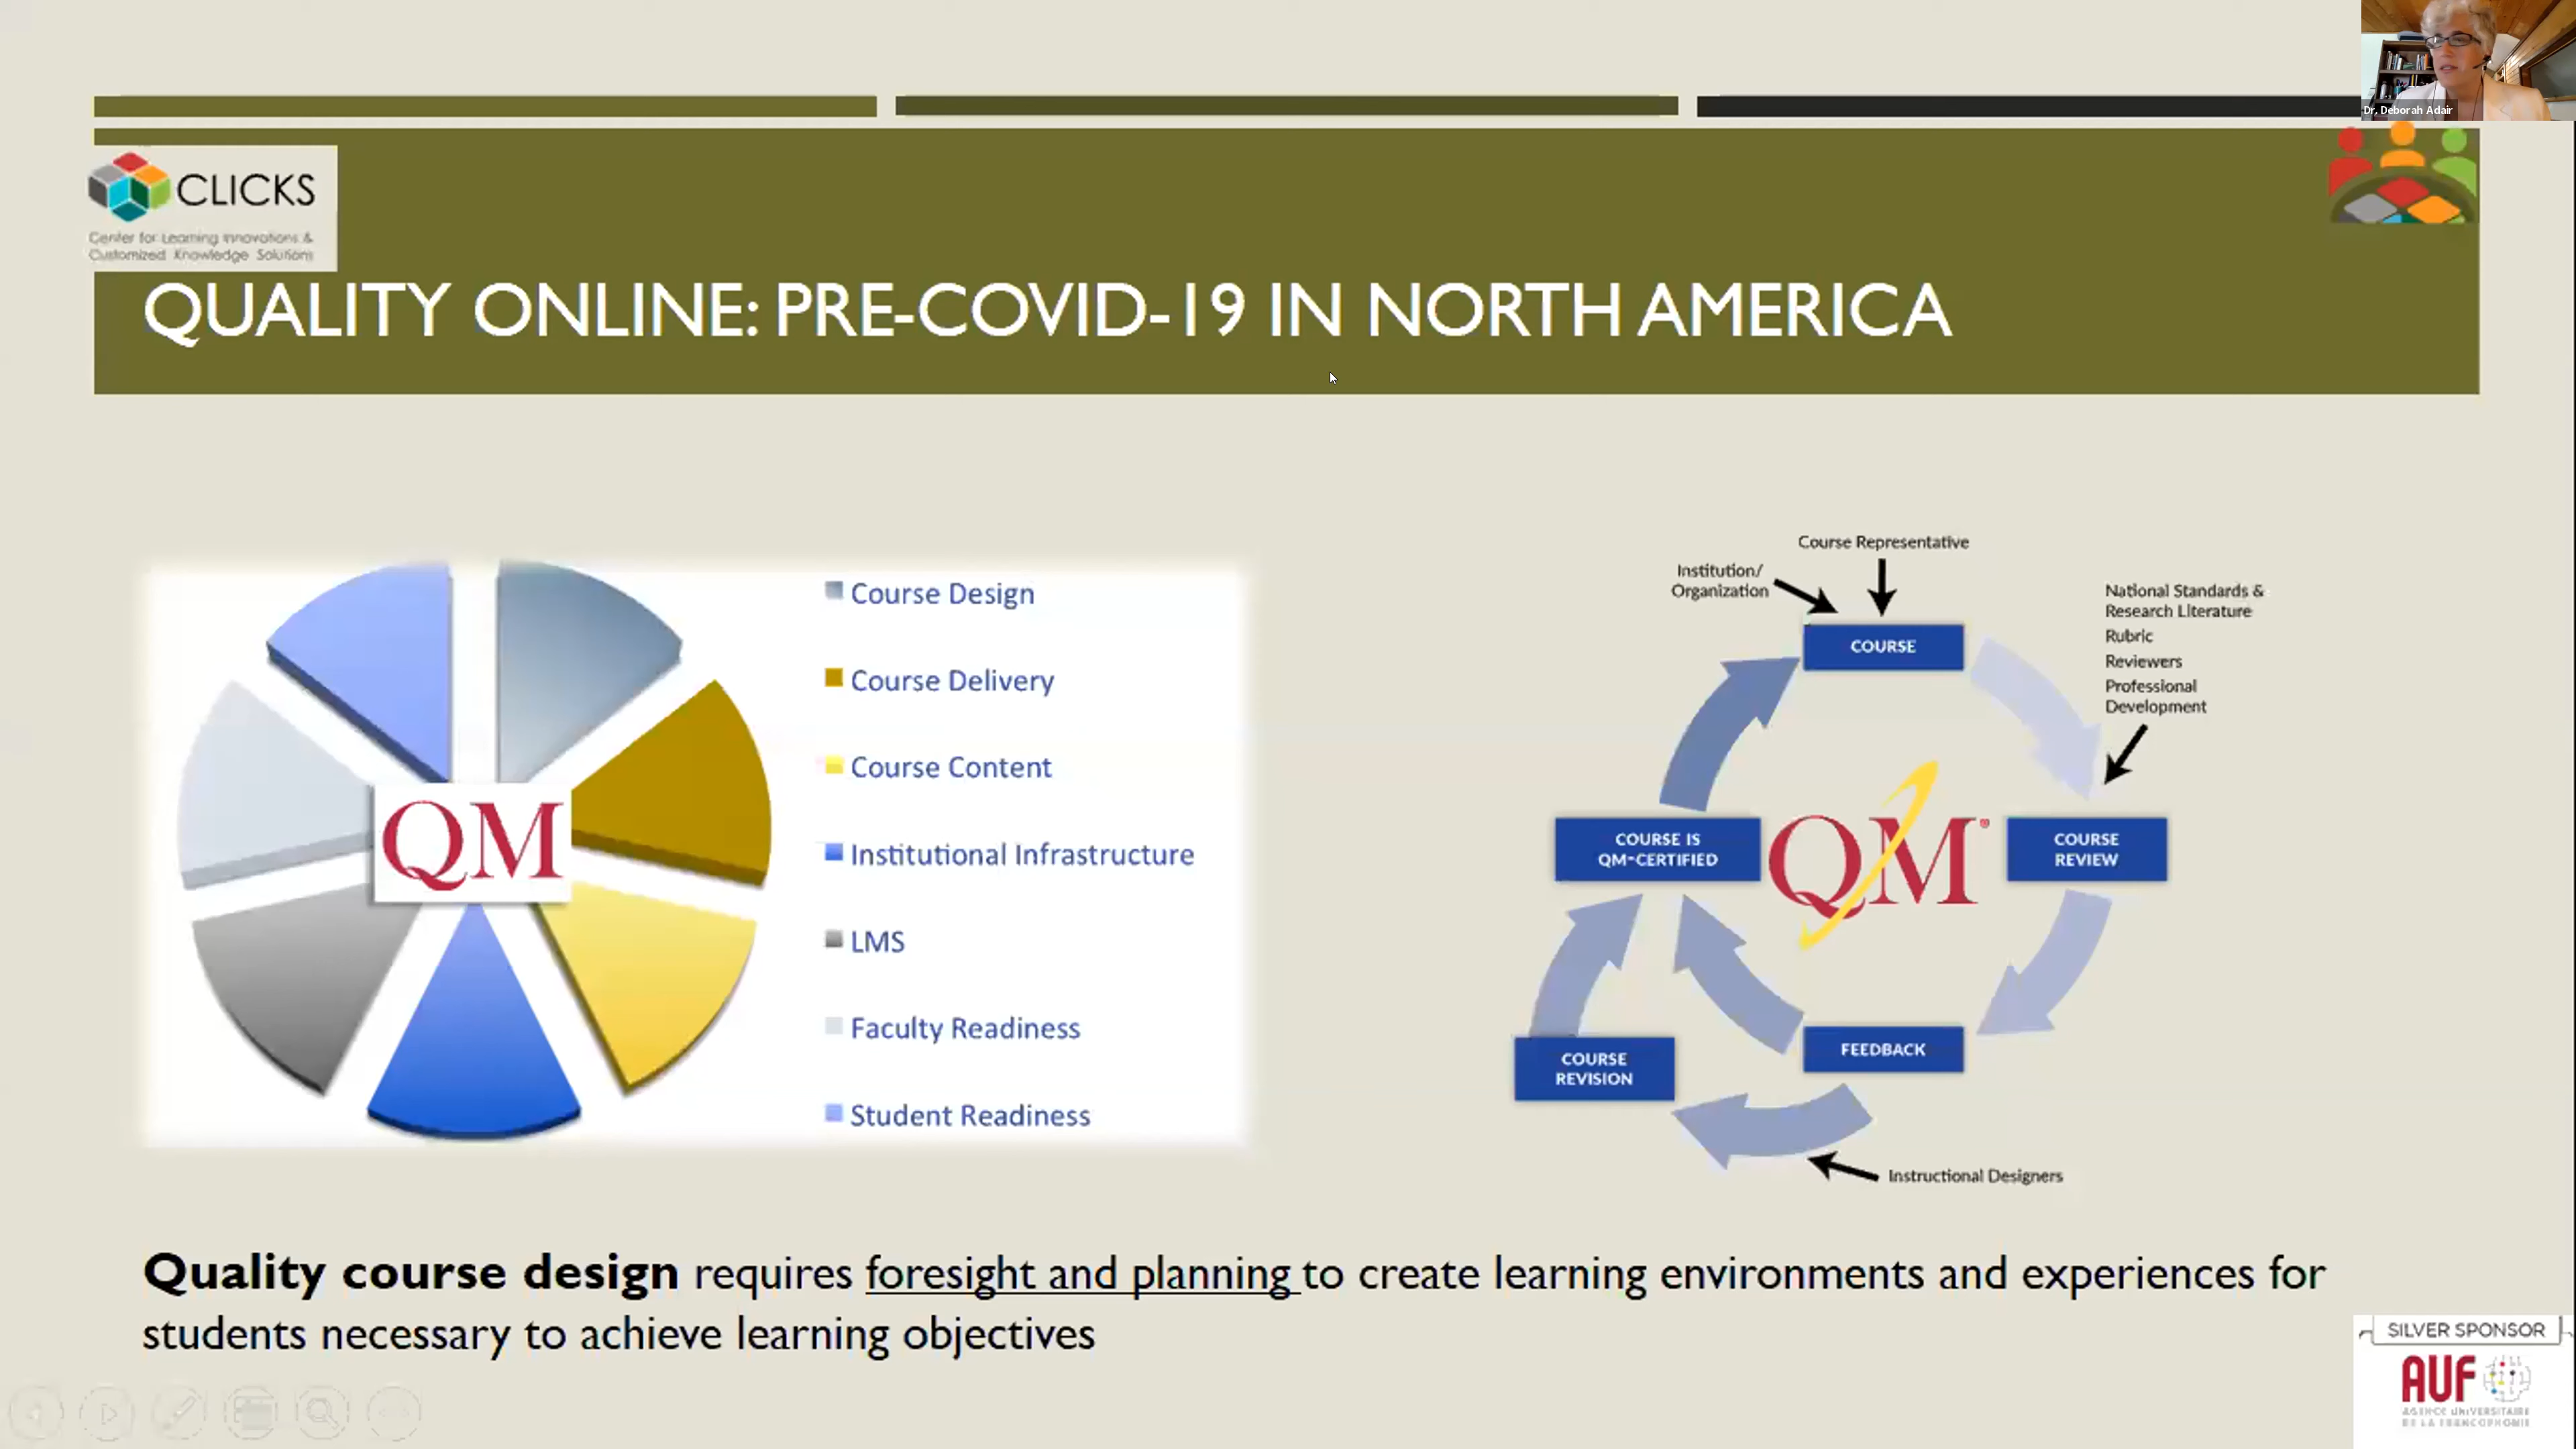 Dr. Deborah Adair
CLICKS
Center for Learning Innovations &
Customized Knowledge Solutions
QUALITY ONLINE: PRE-COVID-19 IN NORTH AMERICA
Course Design
Course Delivery
Course Content
Institutional Infrastructure
LMS
Faculty Readiness
Student Readiness
QM
Course Representative
Institution/
Organization
National Standards &
Research Literature
Rubric
Reviewers
Professional
Development
COURSE
COURSE
REVIEW
FEEDBACK
COURSE
REVISION
COURSE IS
QM-CERTIFIED
QM®
Instructional Designers
Quality course design requires foresight and planning to create learning environments and experiences for
students necessary to achieve learning objectives
SILVER SPONSOR
AUF
AGENCE UNIVERSITAIRE
DE LA FRANCOPHONIE